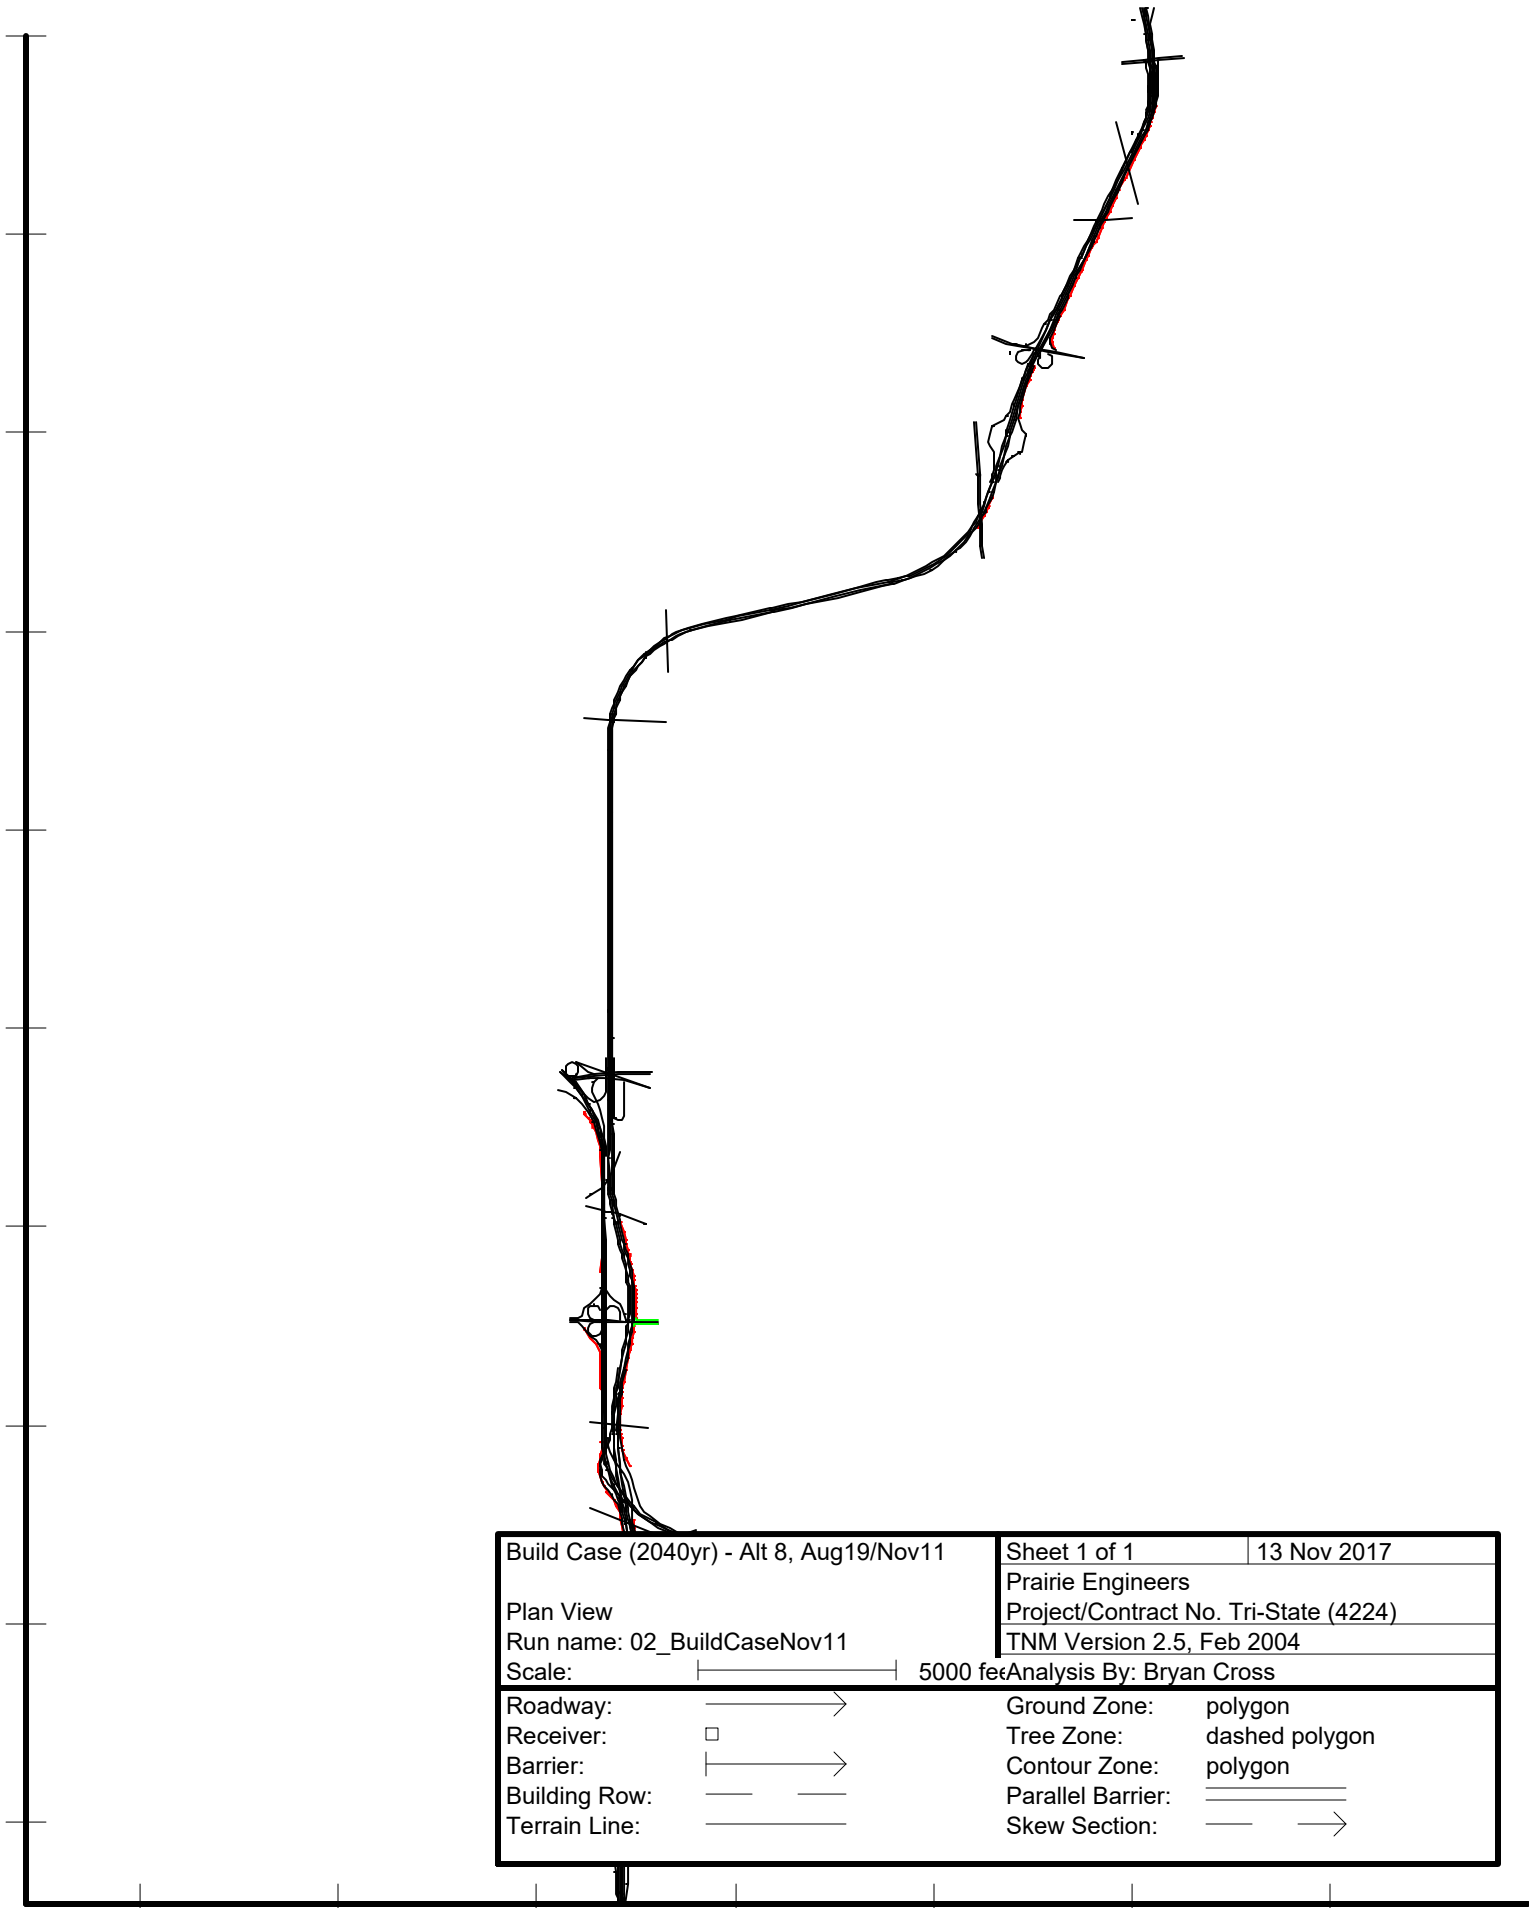 Build Case (2040yr) - Alt 8, Aug19/Nov11
Sheet 1 of 1
13 Nov 2017
Prairie Engineers
Plan View
Project/Contract No. Tri-State (4224)
Run name: 02_BuildCaseNov11
TNM Version 2.5, Feb 2004
Scale:
5000 fee
Analysis By: Bryan Cross
Roadway:
Ground Zone:
polygon
Receiver:
Tree Zone:
dashed polygon
Barrier:
Contour Zone:
polygon
Building Row:
Parallel Barrier:
Terrain Line:
Skew Section: